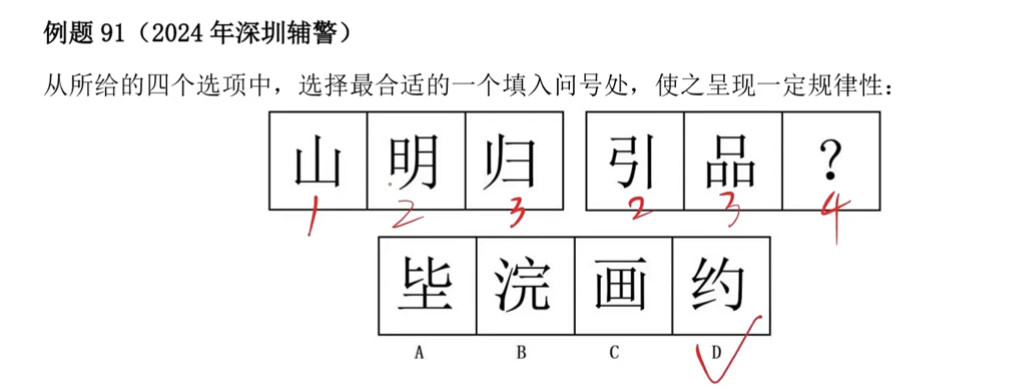 例题 91（2024 年深圳辅警）
从所给的四个选项中，选择最合适的一个填入问号处，使之呈现一定规律性：
山 明 归 引 品 ？
1 2 3 2 3 4
坒 浣 画 约
A B C D